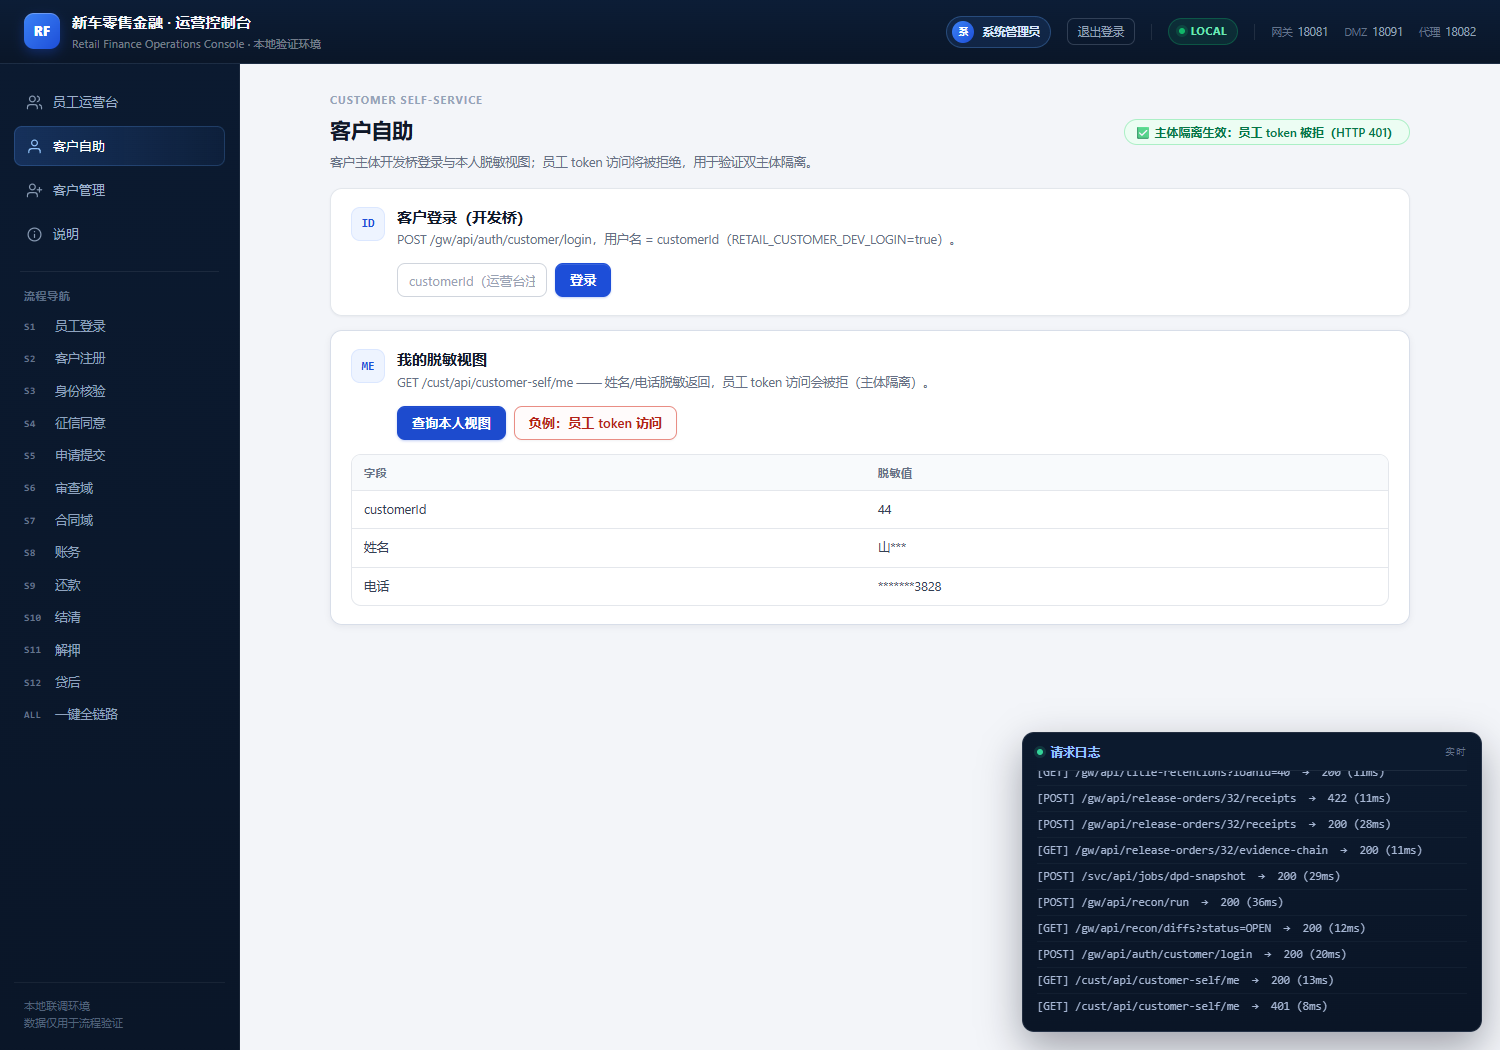 RF
新车零售金融 · 运营控制台
Retail Finance Operations Console · 本地验证环境
系 系统管理员
退出登录
LOCAL
网关 18081 DMZ 18091 代理 18082
员工运营台
客户自助
客户管理
说明
流程导航
S1 员工登录
S2 客户注册
S3 身份核验
S4 征信同意
S5 申请提交
S6 审查域
S7 合同域
S8 账务
S9 还款
S10 结清
S11 解押
S12 贷后
ALL 一键全链路
本地联调环境
数据仅用于流程验证
CUSTOMER SELF-SERVICE
客户自助
✅ 主体隔离生效：员工 token 被拒（HTTP 401）
客户主体开发桥登录与本人脱敏视图；员工 token 访问将被拒绝，用于验证双主体隔离。
ID
客户登录（开发桥）
POST /gw/api/auth/customer/login，用户名 = customerId（RETAIL_CUSTOMER_DEV_LOGIN=true）。
customerId（运营台注
登录
ME
我的脱敏视图
GET /cust/api/customer-self/me —— 姓名/电话脱敏返回，员工 token 访问会被拒（主体隔离）。
查询本人视图
负例：员工 token 访问
字段 脱敏值
customerId 44
姓名 山***
电话 *******3828
请求日志 实时
[GET] /gw/api/title-retentions?loanId=40 → 200 (11ms)
[POST] /gw/api/release-orders/32/receipts → 422 (11ms)
[POST] /gw/api/release-orders/32/receipts → 200 (28ms)
[GET] /gw/api/release-orders/32/evidence-chain → 200 (11ms)
[POST] /svc/api/jobs/dpd-snapshot → 200 (29ms)
[POST] /gw/api/recon/run → 200 (36ms)
[GET] /gw/api/recon/diffs?status=OPEN → 200 (12ms)
[POST] /gw/api/auth/customer/login → 200 (20ms)
[GET] /cust/api/customer-self/me → 200 (13ms)
[GET] /cust/api/customer-self/me → 401 (8ms)